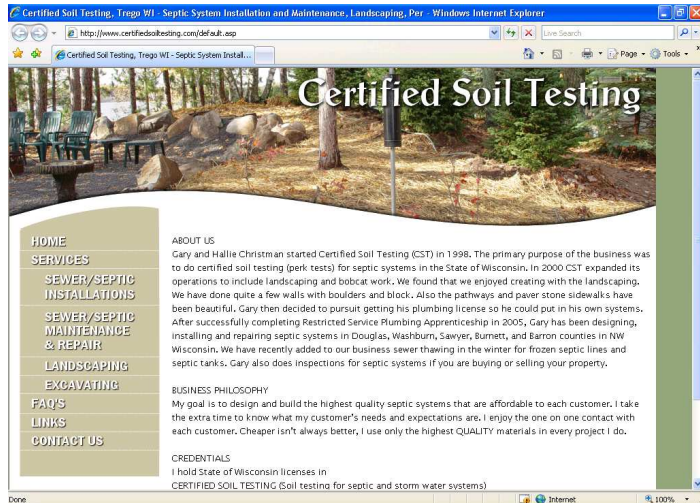 Certified Soil Testing, Trego WI - Septic System Installation and Maintenance, Landscaping, Per - Windows Internet Explorer
http://www.certifiedsoiltesting.com/default.asp
Live Search
Certified Soil Testing, Trego WI - Septic System Install...
Page
Tools
Certified Soil Testing
HOME
SERVICES
SEWER/SEPTIC
INSTALLATIONS
SEWER/SEPTIC
MAINTENANCE
& REPAIR
LANDSCAPING
EXCAVATING
FAQ'S
LINKS
CONTACT US
ABOUT US
Gary and Hallie Christman started Certified Soil Testing (CST) in 1998. The primary purpose of the business was
to do certified soil testing (perk tests) for septic systems in the State of Wisconsin. In 2000 CST expanded its
operations to include landscaping and bobcat work. We found that we enjoyed creating with the landscaping.
We have done quite a few walls with boulders and block. Also the pathways and paver stone sidewalks have
been beautiful. Gary then decided to pursuit getting his plumbing license so he could put in his own systems.
After successfully completing Restricted Service Plumbing Apprenticeship in 2005, Gary has been designing,
installing and repairing septic systems in Douglas, Washburn, Sawyer, Burnett, and Barron counties in NW
Wisconsin. We have recently added to our business sewer thawing in the winter for frozen septic lines and
septic tanks. Gary also does inspections for septic systems if you are buying or selling your property.
BUSINESS PHILOSOPHY
My goal is to design and build the highest quality septic systems that are affordable to each customer. I take
the extra time to know what my customer's needs and expectations are. I enjoy the one on one contact with
each customer. Cheaper isn't always better, I use only the highest QUALITY materials in every project I do.
CREDENTIALS
I hold State of Wisconsin licenses in
CERTIFIED SOIL TESTING (Soil testing for septic and storm water systems)
Done
Internet
100%